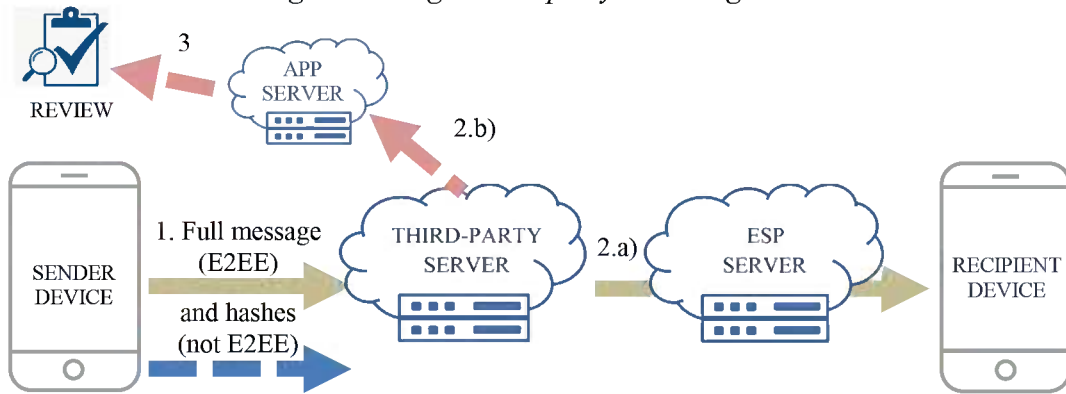 3
APP
SERVER
REVIEW
2.b)
1. Full message
(E2EE)
and hashes
(not E2EE)
SENDER
DEVICE
THIRD-PARTY
SERVER
2.a)
ESP
SERVER
RECIPIENT
DEVICE